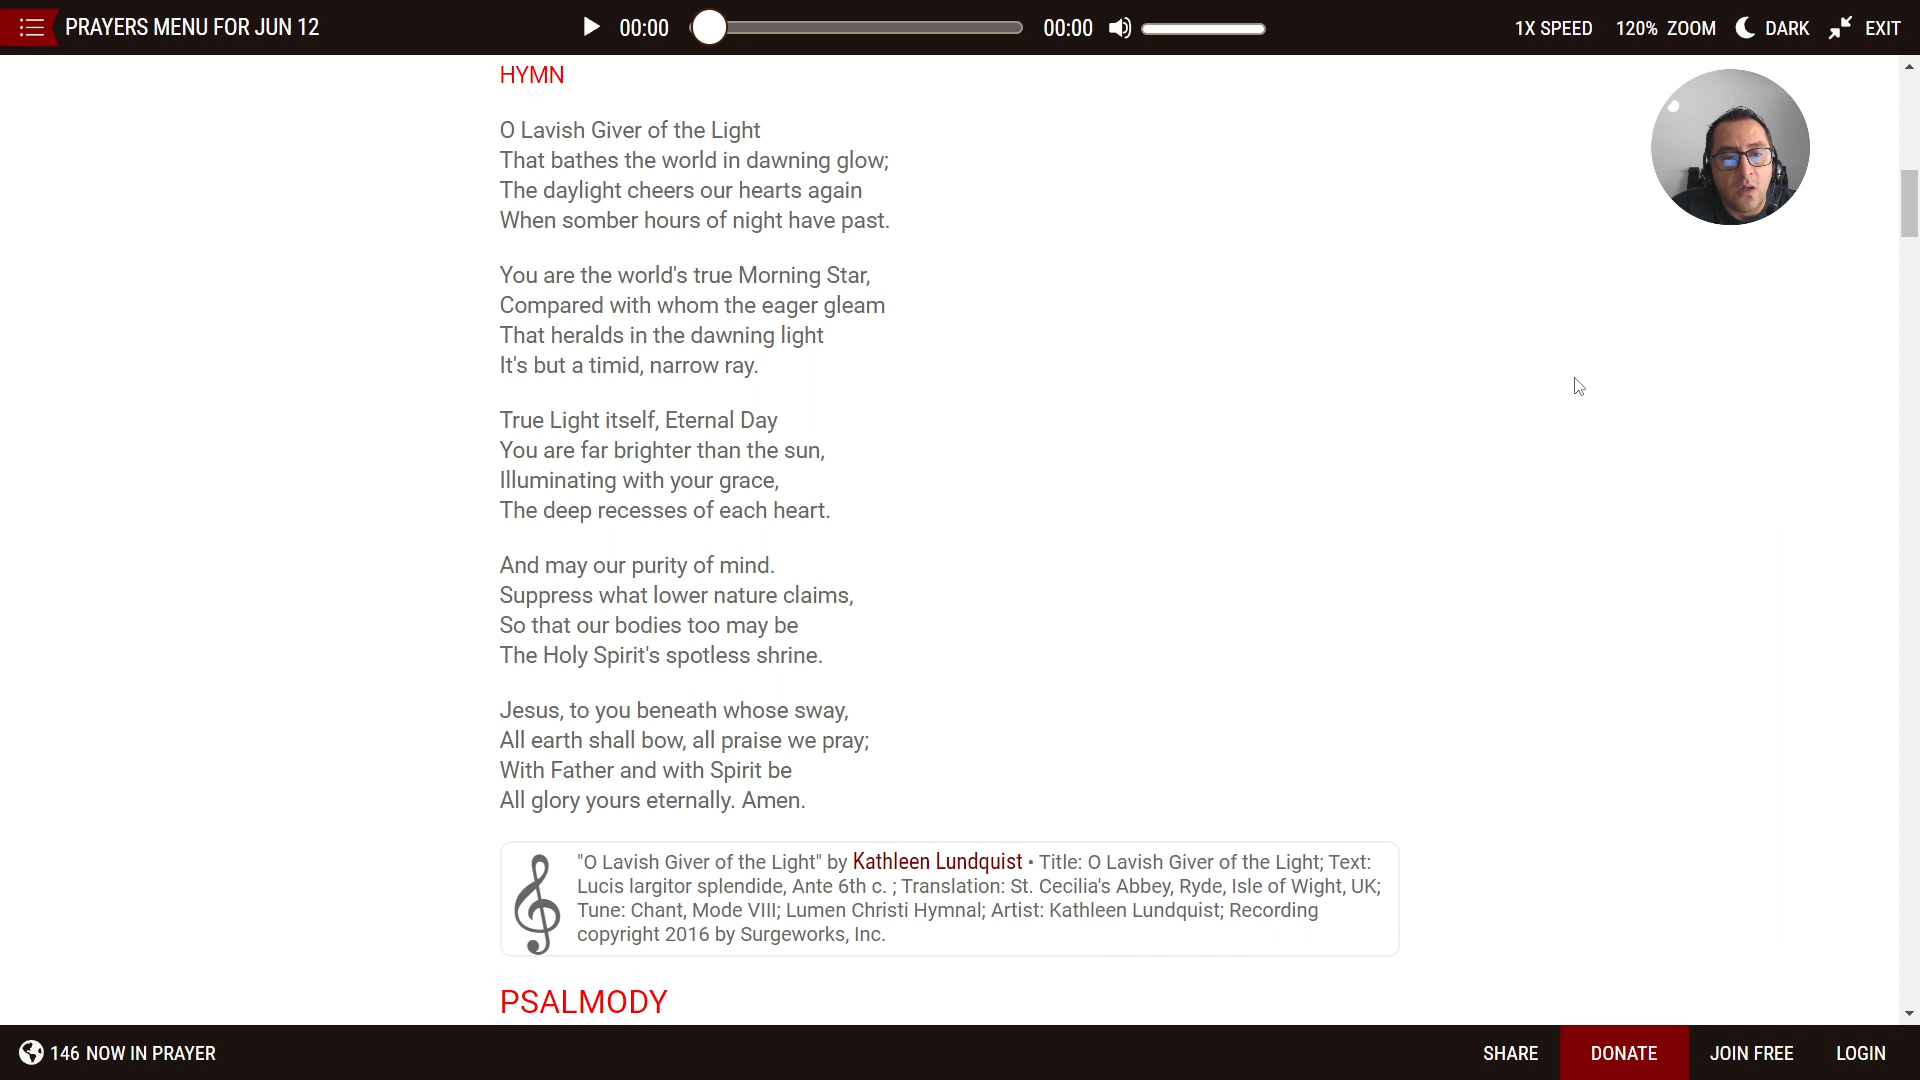 PRAYERS MENU FOR JUN 12
00:00
00:00
1X SPEED
120% ZOOM
DARK
EXIT
HYMN
O Lavish Giver of the Light
That bathes the world in dawning glow;
The daylight cheers our hearts again
When somber hours of night have past.
You are the world's true Morning Star,
Compared with whom the eager gleam
That heralds in the dawning light
It's but a timid, narrow ray.
True Light itself, Eternal Day
You are far brighter than the sun,
Illuminating with your grace,
The deep recesses of each heart.
And may our purity of mind.
Suppress what lower nature claims,
So that our bodies too may be
The Holy Spirit's spotless shrine.
Jesus, to you beneath whose sway,
All earth shall bow, all praise we pray;
With Father and with Spirit be
All glory yours eternally. Amen.
"O Lavish Giver of the Light" by Kathleen Lundquist • Title: O Lavish Giver of the Light; Text:
Lucis largitor splendide, Ante 6th c. ; Translation: St. Cecilia's Abbey, Ryde, Isle of Wight, UK;
Tune: Chant, Mode VIII; Lumen Christi Hymnal; Artist: Kathleen Lundquist; Recording
copyright 2016 by Surgeworks, Inc.
PSALMODY
146 NOW IN PRAYER
SHARE
DONATE
JOIN FREE
LOGIN